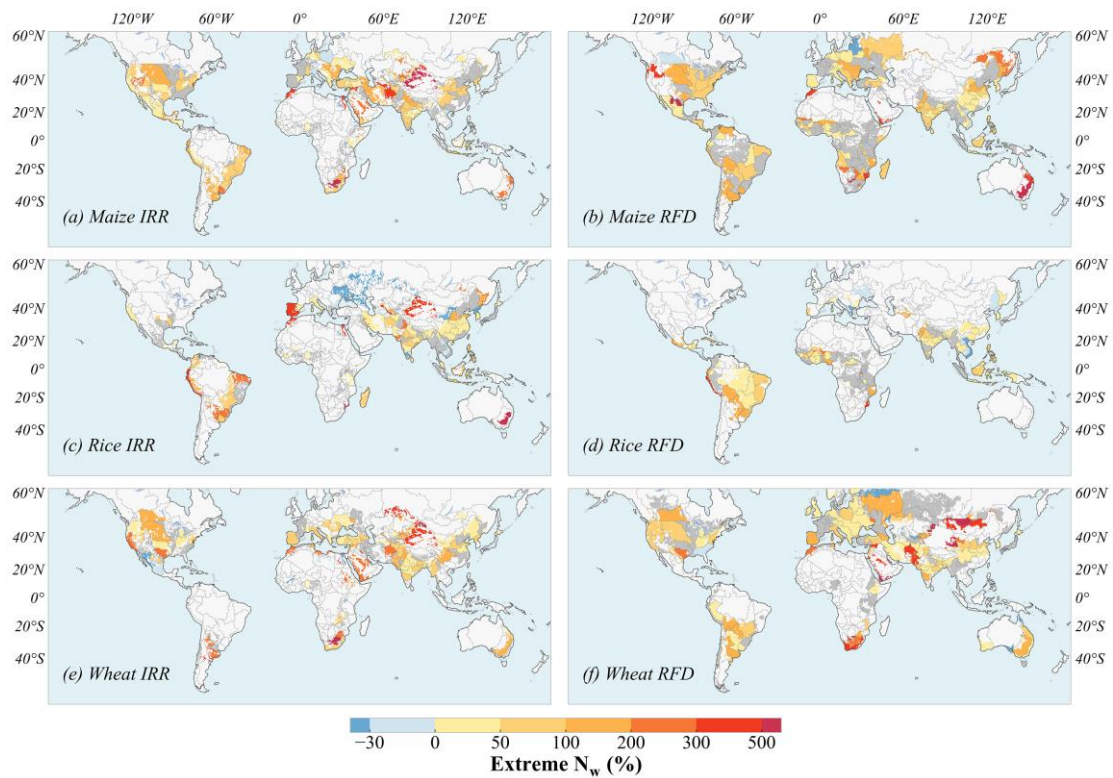 120°W 60°W 0° 60°E 120°E 120°W 60°W 0° 60°E 120°E
60°N 60°N
40°N 40°N
20°N 20°N
0° 0°
20°S 20°S
40°S 40°S
(a) Maize IRR (b) Maize RFD
60°N 60°N
40°N 40°N
20°N 20°N
0° 0°
20°S 20°S
40°S 40°S
(c) Rice IRR (d) Rice RFD
60°N 60°N
40°N 40°N
20°N 20°N
0° 0°
20°S 20°S
40°S 40°S
(e) Wheat IRR (f) Wheat RFD
−30 0 50 100 200 300 500
Extreme N_w (%)